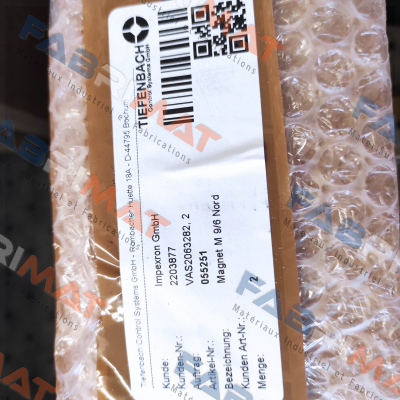 TIEFENBACH
Control Systems GmbH
Tiefenbach Control Systems GmbH - Rombacher Huette 18A - D-44795 Bochum
Kunde: Impexron GmbH
Kunden-Nr.: 2203877
Auftrag: VAS2063282, 2
Artikel-Nr.: 055251
Bezeichnung: Magnet M 9/6 Nord
Kunden Art-Nr.:
Menge: 2
FABRIMAT
Matériaux Industriels et Fabrications